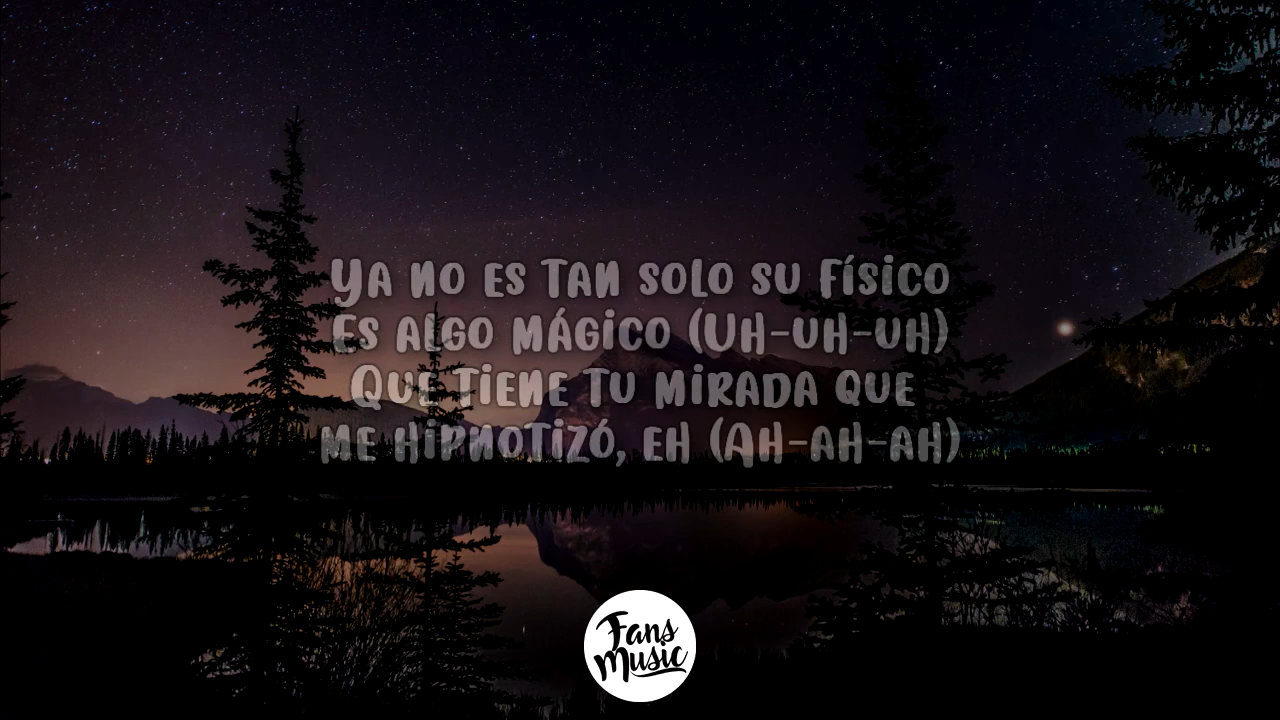 Ya no es tan solo su físico
Es algo mágico (Uh-uh-uh)
Que tiene tu mirada que
me hipnotizó, eh (Ah-ah-ah)
Fans
Music